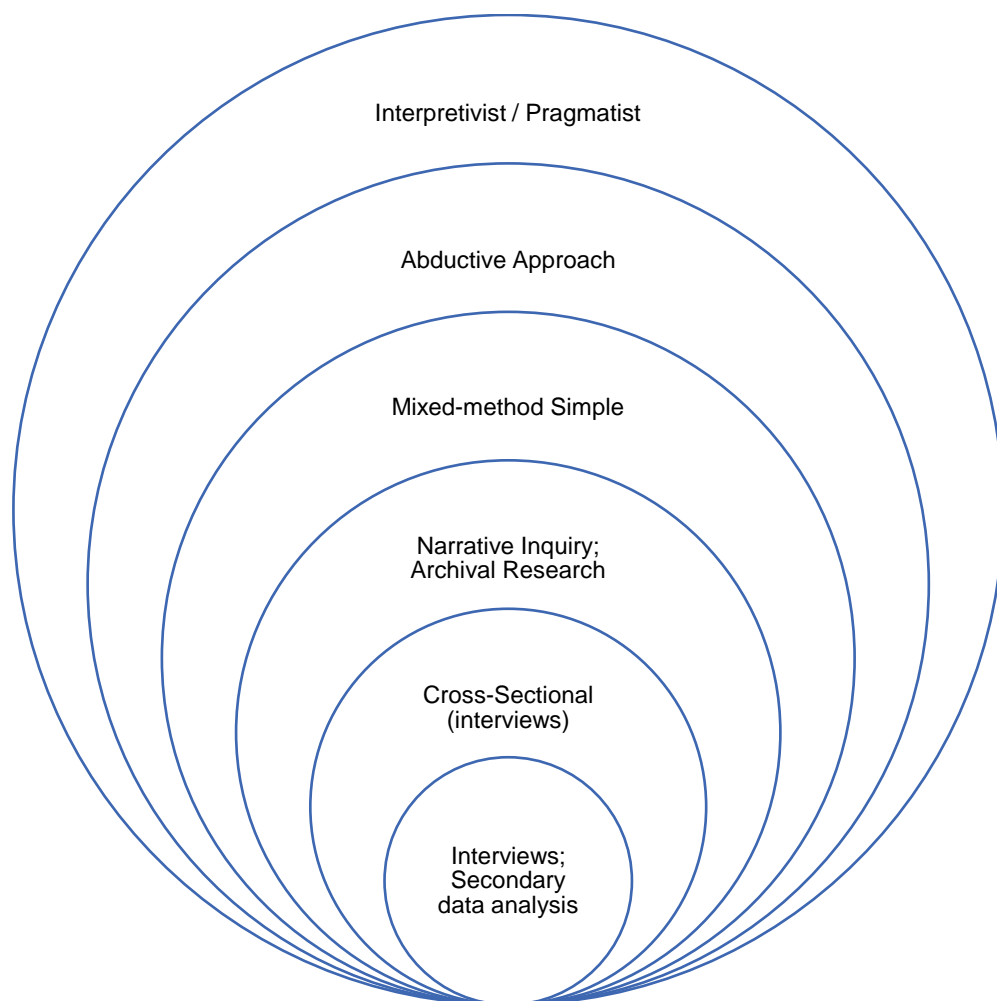 Interpretivist / Pragmatist
Abductive Approach
Mixed-method Simple
Narrative Inquiry;
Archival Research
Cross-Sectional
(interviews)
Interviews;
Secondary
data analysis